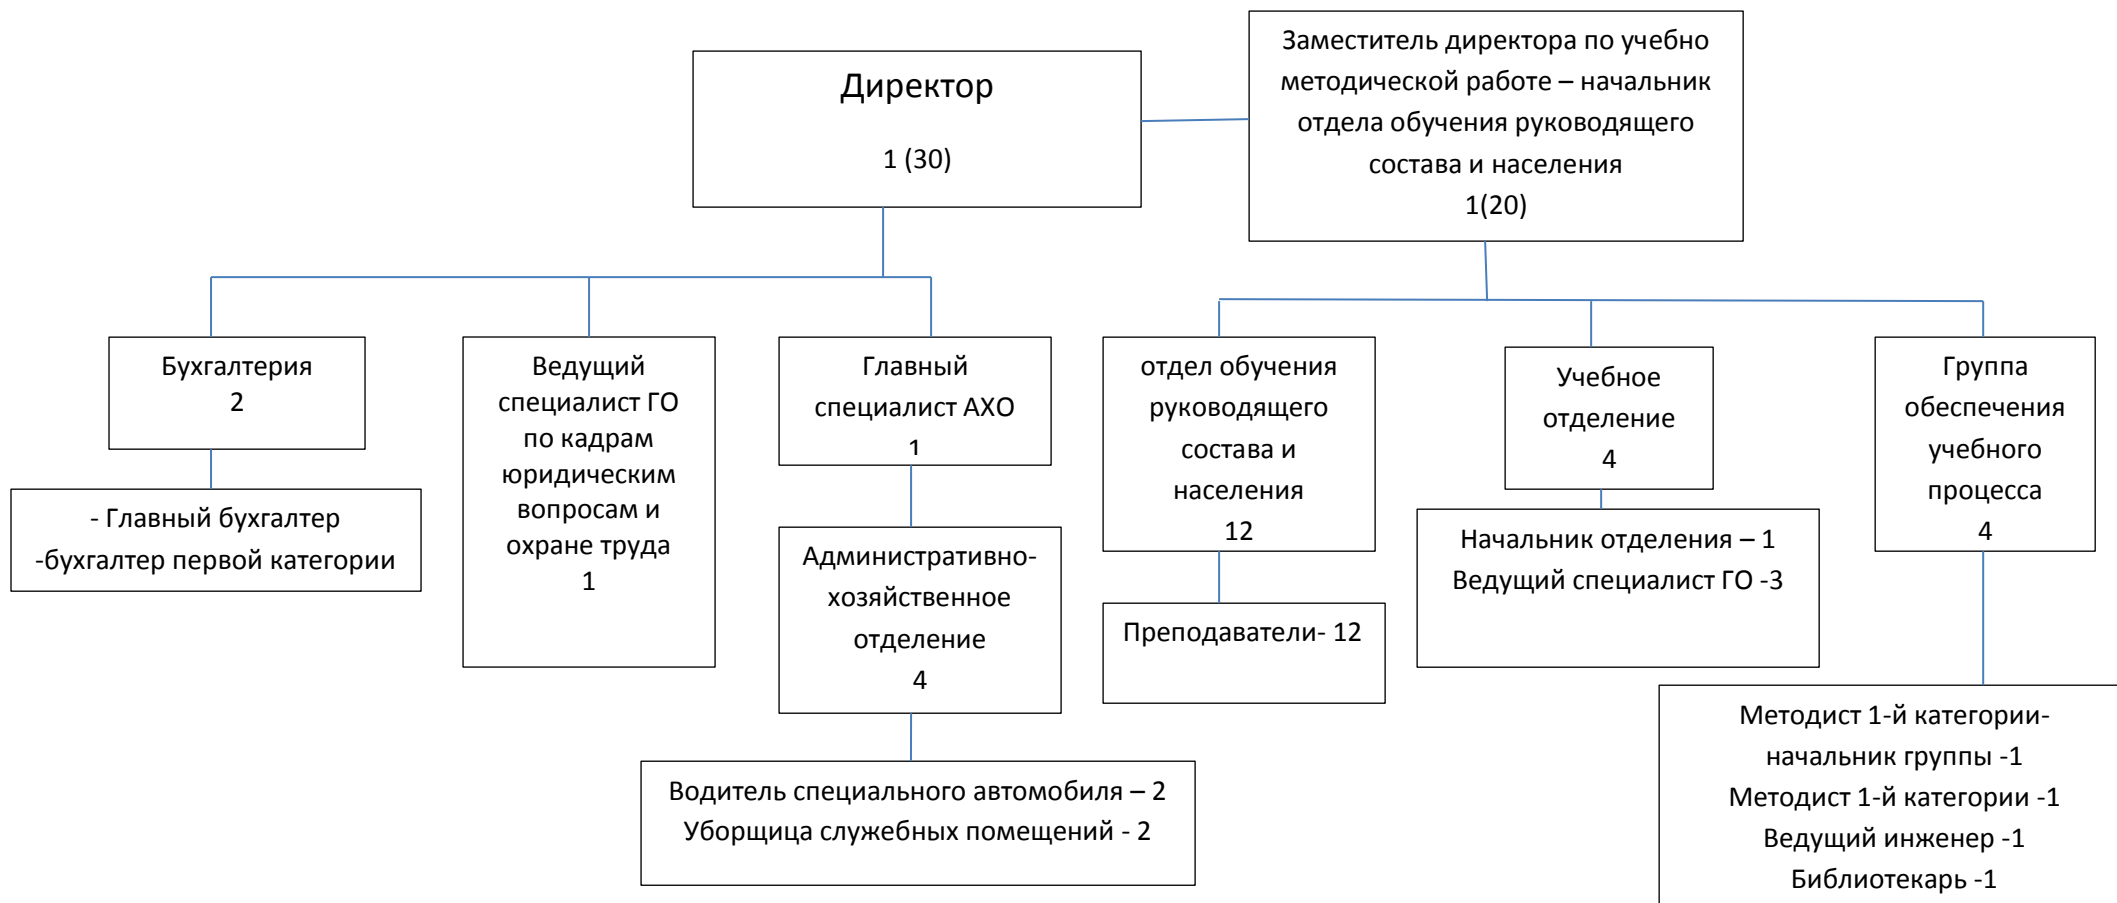 Директор
1 (30)
Заместитель директора по учебно
методической работе – начальник
отдела обучения руководящего
состава и населения
1(20)
Бухгалтерия
2
- Главный бухгалтер
-бухгалтер первой категории
Ведущий
специалист ГО
по кадрам
юридическим
вопросам и
охране труда
1
Главный
специалист АХО
1
Административно-
хозяйственное
отделение
4
Водитель специального автомобиля – 2
Уборщица служебных помещений - 2
отдел обучения
руководящего
состава и
населения
12
Преподаватели- 12
Учебное
отделение
4
Начальник отделения – 1
Ведущий специалист ГО -3
Группа
обеспечения
учебного
процесса
4
Методист 1-й категории-
начальник группы -1
Методист 1-й категории -1
Ведущий инженер -1
Библиотекарь -1